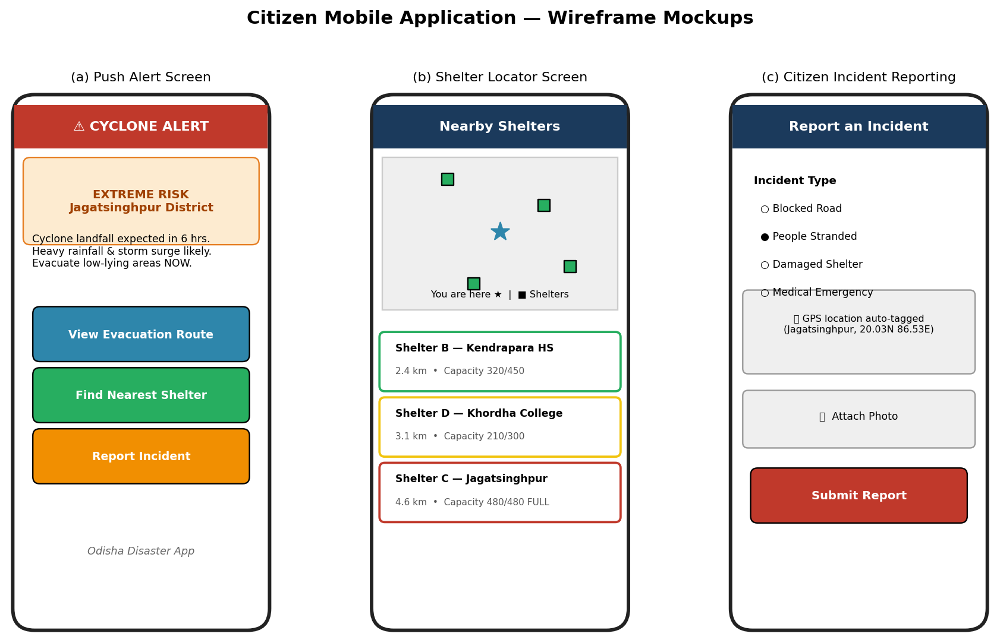 Citizen Mobile Application — Wireframe Mockups
(a) Push Alert Screen
⚠ CYCLONE ALERT
EXTREME RISK
Jagatsinghpur District
Cyclone landfall expected in 6 hrs.
Heavy rainfall & storm surge likely.
Evacuate low-lying areas NOW.
View Evacuation Route
Find Nearest Shelter
Report Incident
Odisha Disaster App
(b) Shelter Locator Screen
Nearby Shelters
You are here ★ | ■ Shelters
Shelter B — Kendrapara HS
2.4 km • Capacity 320/450
Shelter D — Khordha College
3.1 km • Capacity 210/300
Shelter C — Jagatsinghpur
4.6 km • Capacity 480/480 FULL
(c) Citizen Incident Reporting
Report an Incident
Incident Type
○ Blocked Road
● People Stranded
○ Damaged Shelter
○ Medical Emergency
GPS location auto-tagged
(Jagatsinghpur, 20.03N 86.53E)
Attach Photo
Submit Report